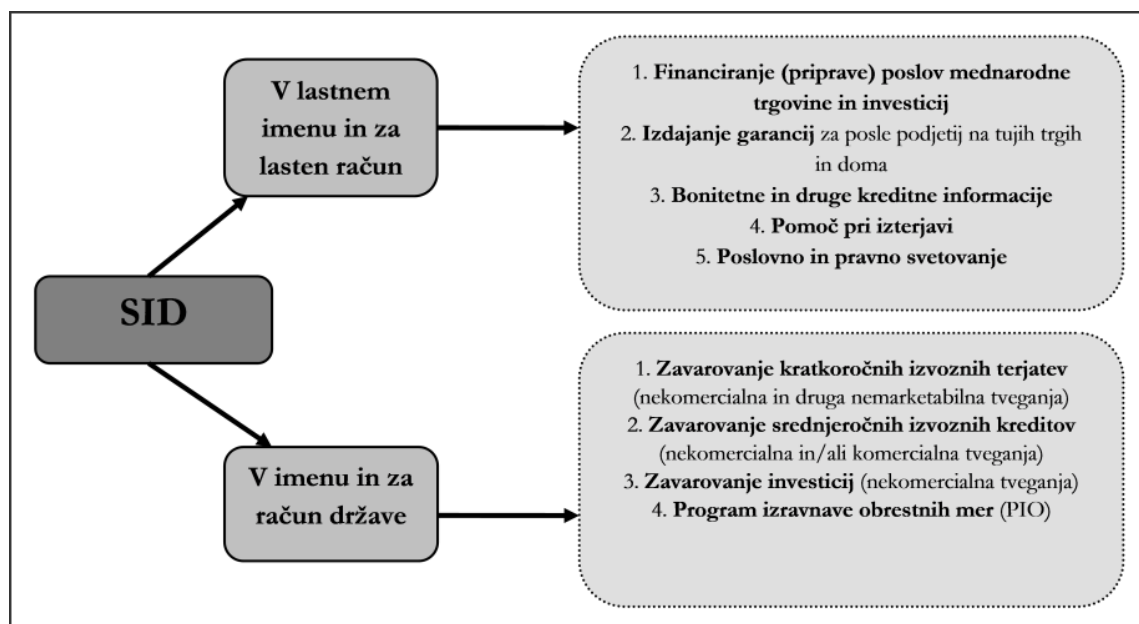 SID
V lastnem
imenu in za
lasten račun
1. Financiranje (priprave) poslov mednarodne
trgovine in investicij
2. Izdajanje garancij za posle podjetij na tujih trgih
in doma
3. Bonitetne in druge kreditne informacije
4. Pomoč pri izterjavi
5. Poslovno in pravno svetovanje
V imenu in za
račun države
1. Zavarovanje kratkoročnih izvoznih terjatev
(nekomercialna in druga nemarketabilna tveganja)
2. Zavarovanje srednjeročnih izvoznih kreditov
(nekomercialna in/ali komercialna tveganja)
3. Zavarovanje investicij (nekomercialna tveganja)
4. Program izravnave obrestnih mer (PIO)